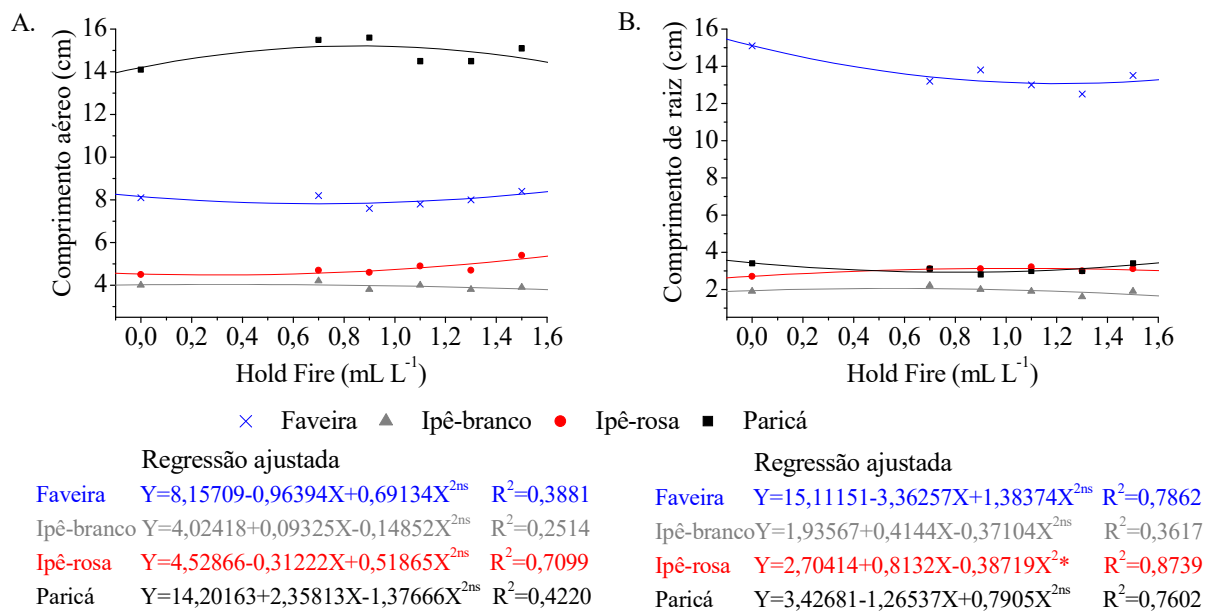 A.
Comprimento aéreo (cm)
16
14
12
10
8
6
4
0,0 0,2 0,4 0,6 0,8 1,0 1,2 1,4 1,6
Hold Fire (mL L-1)
B.
Comprimento de raiz (cm)
16
14
12
10
8
6
4
2
0,0 0,2 0,4 0,6 0,8 1,0 1,2 1,4 1,6
Hold Fire (mL L-1)
Faveira Ipê-branco Ipê-rosa Paricá
Regressão ajustada
Faveira Y=8,15709-0,96394X+0,69134X2ns R2=0,3881
Ipê-branco Y=4,02418+0,09325X-0,14852X2ns R2=0,2514
Ipê-rosa Y=4,52866-0,31222X+0,51865X2ns R2=0,7099
Paricá Y=14,20163+2,35813X-1,37666X2ns R2=0,4220
Regressão ajustada
Faveira Y=15,11151-3,36257X+1,38374X2ns R2=0,7862
Ipê-branco Y=1,93567+0,4144X-0,37104X2ns R2=0,3617
Ipê-rosa Y=2,70414+0,8132X-0,38719X2* R2=0,8739
Paricá Y=3,42681-1,26537X+0,7905X2ns R2=0,7602